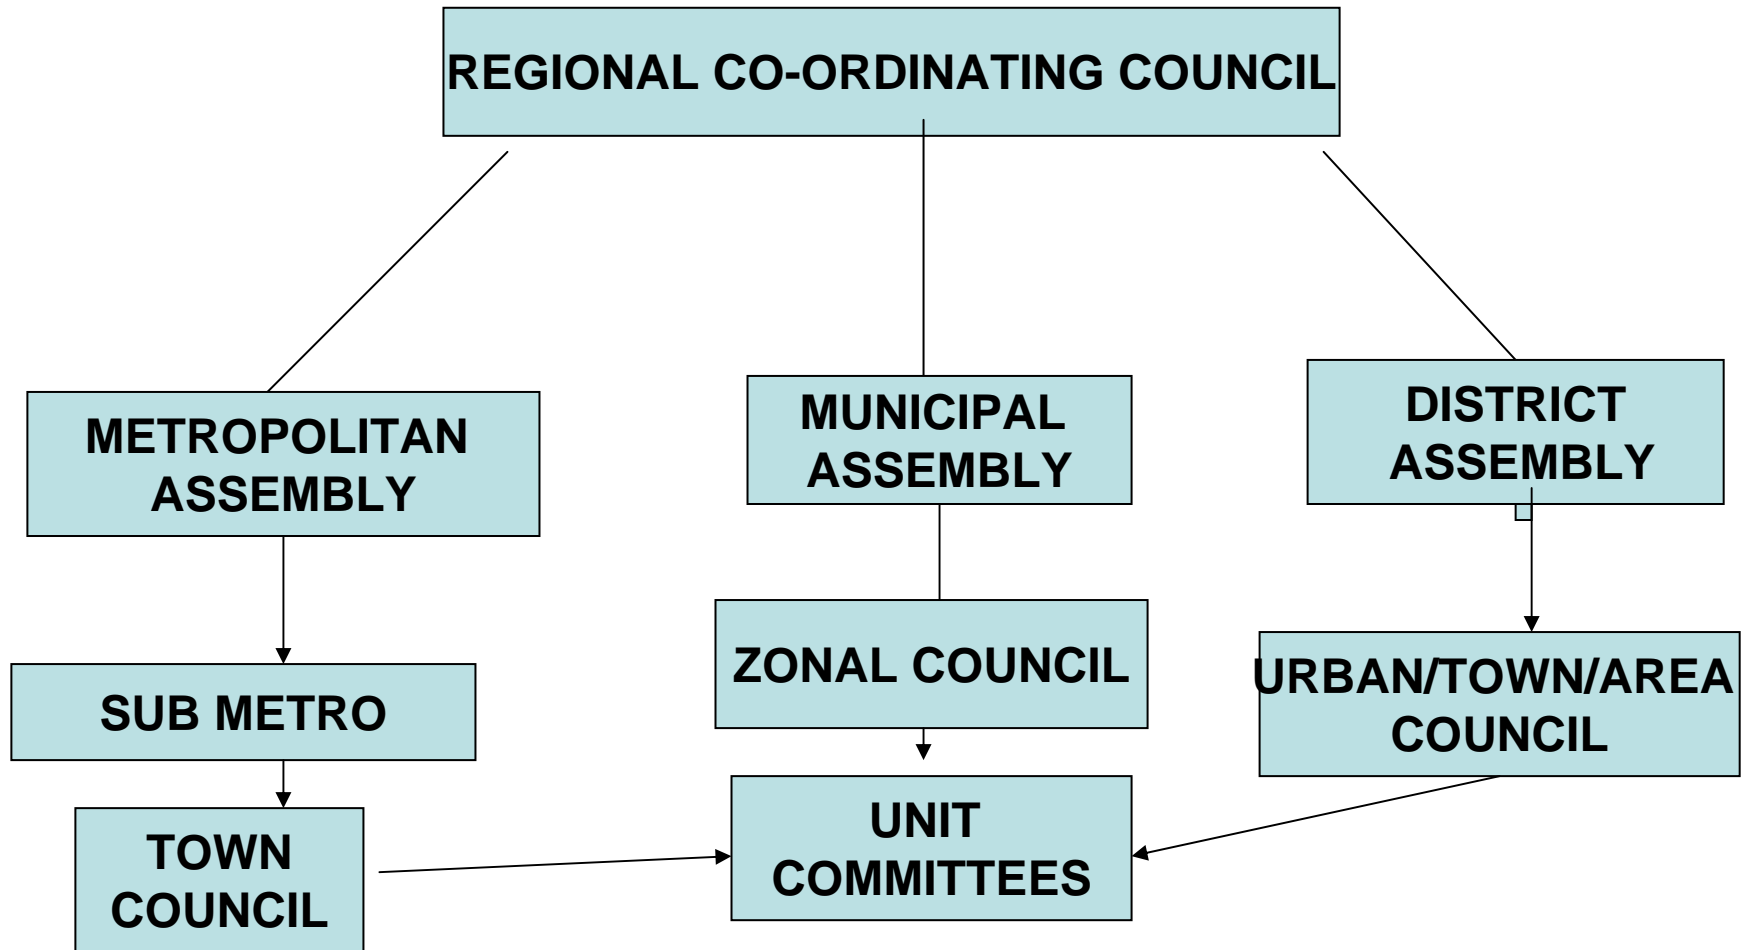 REGIONAL CO-ORDINATING COUNCIL
METROPOLITAN
ASSEMBLY
MUNICIPAL
ASSEMBLY
DISTRICT
ASSEMBLY
SUB METRO
ZONAL COUNCIL
URBAN/TOWN/AREA
COUNCIL
TOWN
COUNCIL
UNIT
COMMITTEES